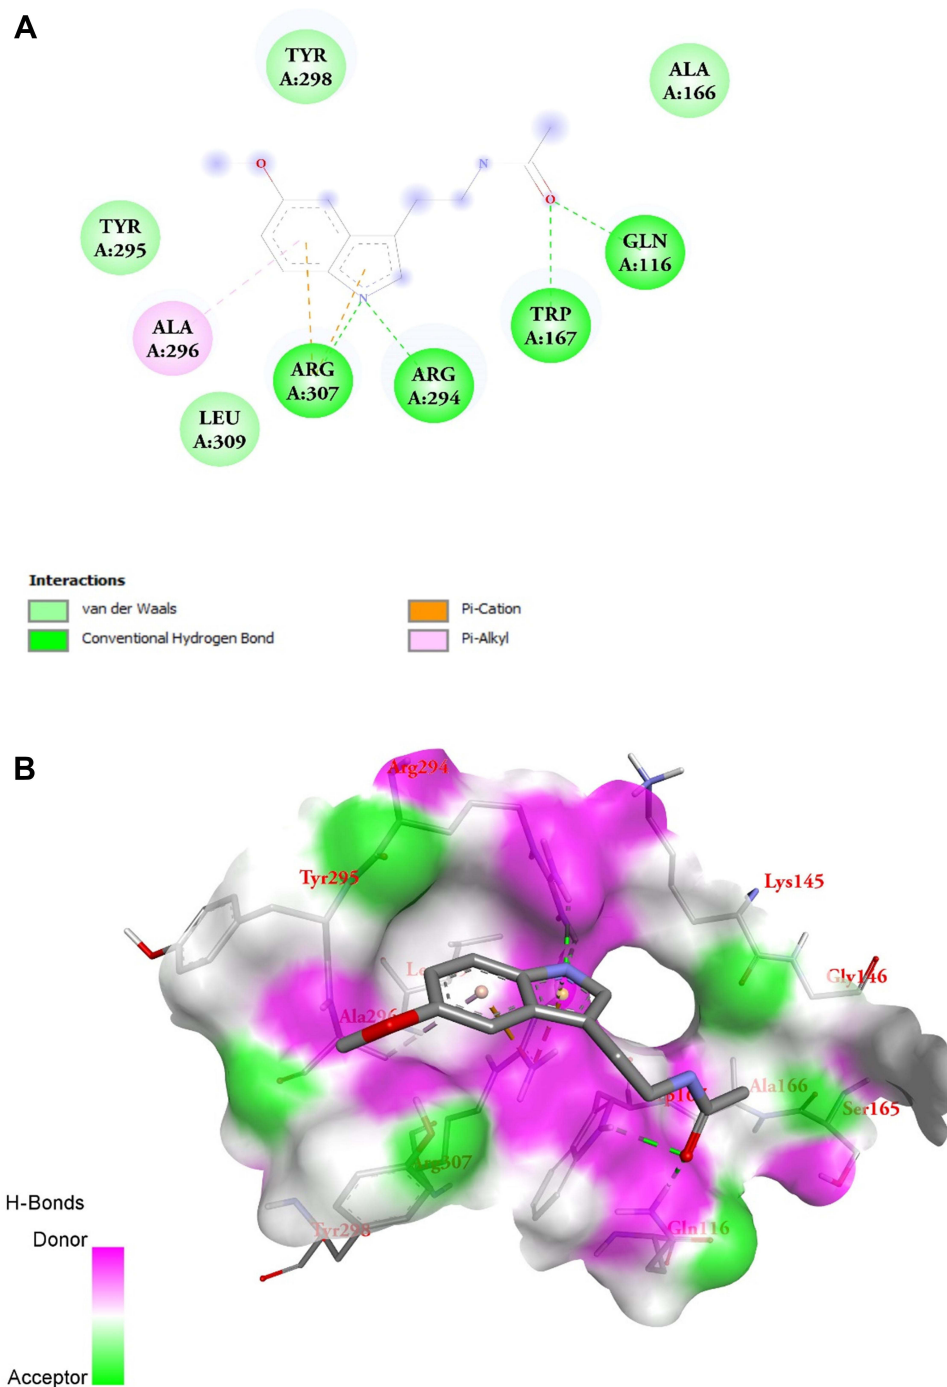 A
TYR
A:298
ALA
A:166
O
N
O
TYR
A:295
GLN
A:116
TRP
A:167
ALA
A:296
N
ARG
A:307
ARG
A:294
LEU
A:309
Interactions
van der Waals
Pi-Cation
Conventional Hydrogen Bond
Pi-Alkyl
B
Arg294
Tyr295
Lys145
Gly146
Ala296
Ala166
Ser165
Arg307
Tyr298
Gln116
H-Bonds
Donor
Acceptor